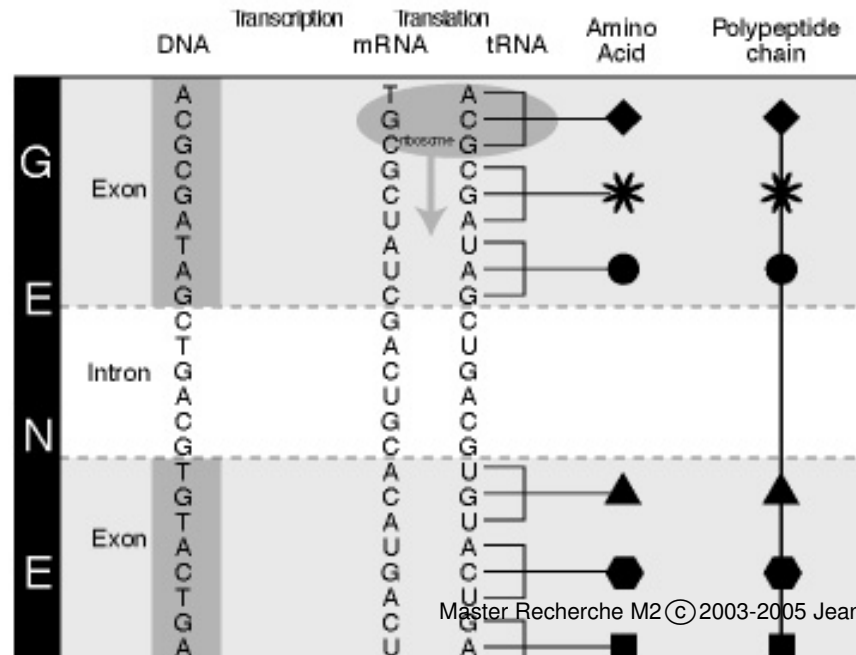 Transcription Translation
DNA mRNA tRNA Amino Acid Polypeptide chain
GENE
A T A
C G C
G C ribosome G
C G C
Exon G C G
A U A
T A U
A U A
G C G
C G C
T A U
Intron G C G
A U A
C G C
G C G
T A U
G C G
T A U
Exon A U A
C G C
T A U
Master Recherche M2 © 2003-2005 Jean
G C G
A U A